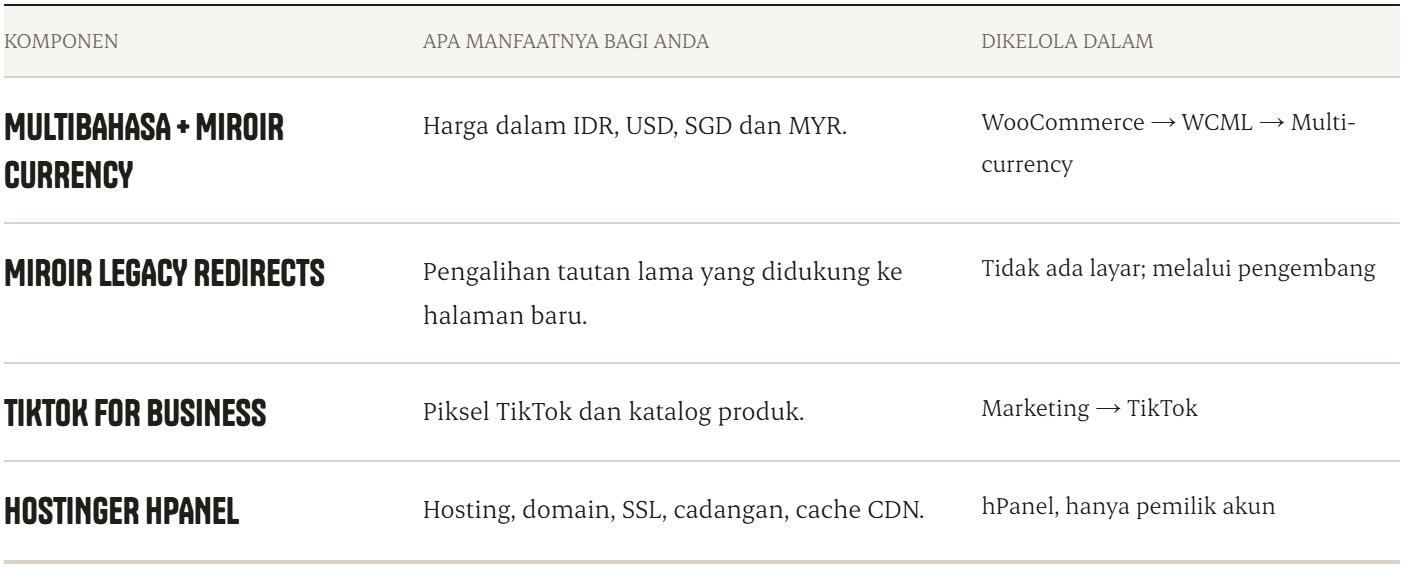 KOMPONEN
APA MANFAATNYA BAGI ANDA
DIKELOLA DALAM
MULTIBAHASA + MIROIR
CURRENCY
Harga dalam IDR, USD, SGD dan MYR.
WooCommerce → WCML → Multi-
currency
MIROIR LEGACY REDIRECTS
Pengalihan tautan lama yang didukung ke
halaman baru.
Tidak ada layar; melalui pengembang
TIKTOK FOR BUSINESS
Piksel TikTok dan katalog produk.
Marketing → TikTok
HOSTINGER HPANEL
Hosting, domain, SSL, cadangan, cache CDN.
hPanel, hanya pemilik akun